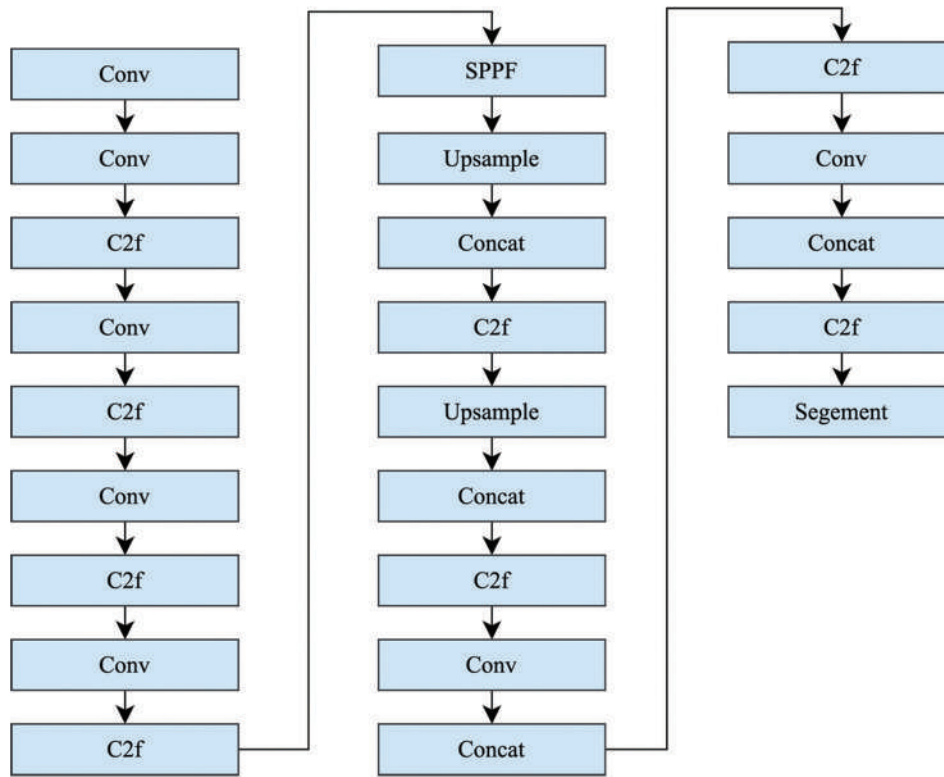 Conv
Conv
C2f
Conv
C2f
Conv
C2f
Conv
C2f
SPPF
Upsample
Concat
C2f
Upsample
Concat
C2f
Conv
Concat
C2f
Conv
Concat
C2f
Segement